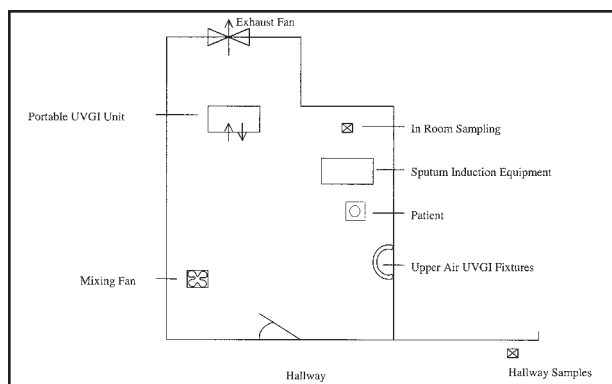 Exhaust Fan
Portable UVGI Unit
In Room Sampling
Sputum Induction Equipment
Patient
Upper Air UVGI Fixtures
Mixing Fan
Hallway
Hallway Samples